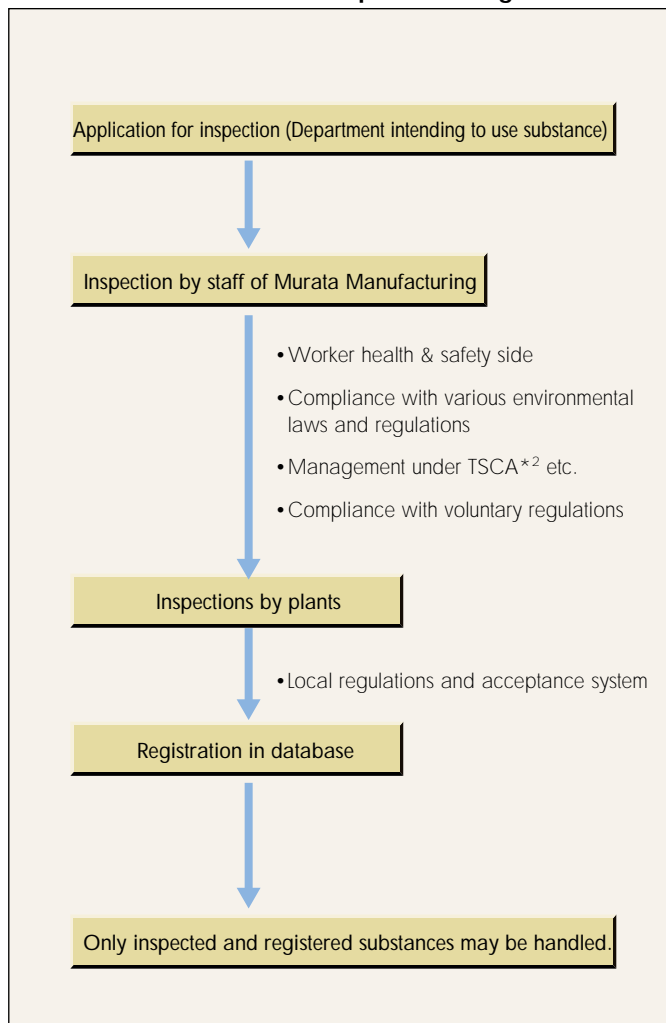 Application for inspection (Department intending to use substance)
Inspection by staff of Murata Manufacturing
•Worker health & safety side
•Compliance with various environmental
laws and regulations
•Management under TSCA*2 etc.
•Compliance with voluntary regulations
Inspections by plants
•Local regulations and acceptance system
Registration in database
Only inspected and registered substances may be handled.